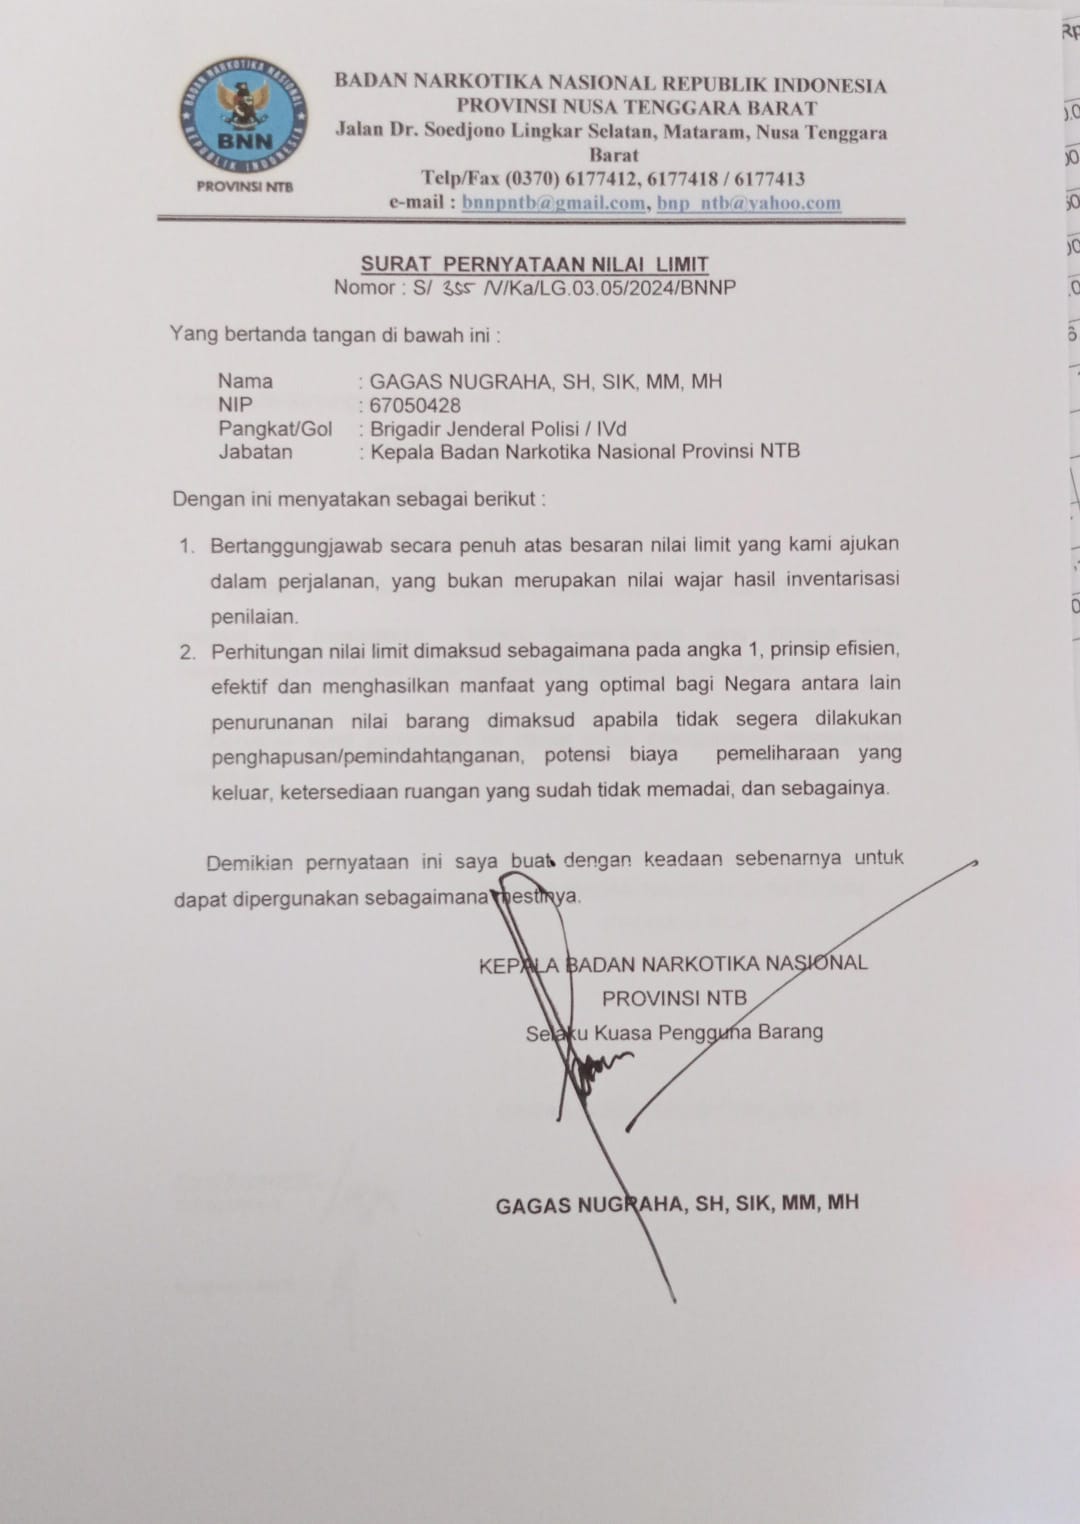 BADAN NARKOTIKA NASIONAL
REPUBLIK INDONESIA
BNN
PROVINSI NTB
BADAN NARKOTIKA NASIONAL REPUBLIK INDONESIA
PROVINSI NUSA TENGGARA BARAT
Jalan Dr. Soedjono Lingkar Selatan, Mataram, Nusa Tenggara
Barat
Telp/Fax (0370) 6177412, 6177418 / 6177413
e-mail : bnnpntb@gmail.com, bnp_ntb@yahoo.com
SURAT PERNYATAAN NILAI LIMIT
Nomor : S/ 355 /V/Ka/LG.03.05/2024/BNNP
Yang bertanda tangan di bawah ini :
Nama : GAGAS NUGRAHA, SH, SIK, MM, MH
NIP : 67050428
Pangkat/Gol : Brigadir Jenderal Polisi / IVd
Jabatan : Kepala Badan Narkotika Nasional Provinsi NTB
Dengan ini menyatakan sebagai berikut :
1. Bertanggungjawab secara penuh atas besaran nilai limit yang kami ajukan
dalam perjalanan, yang bukan merupakan nilai wajar hasil inventarisasi
penilaian.
2. Perhitungan nilai limit dimaksud sebagaimana pada angka 1, prinsip efisien,
efektif dan menghasilkan manfaat yang optimal bagi Negara antara lain
penurunanan nilai barang dimaksud apabila tidak segera dilakukan
penghapusan/pemindahtanganan, potensi biaya pemeliharaan yang
keluar, ketersediaan ruangan yang sudah tidak memadai, dan sebagainya.
Demikian pernyataan ini saya buat dengan keadaan sebenarnya untuk
dapat dipergunakan sebagaimana mestinya.
KEPALA BADAN NARKOTIKA NASIONAL
PROVINSI NTB
Selaku Kuasa Pengguna Barang
GAGAS NUGRAHA, SH, SIK, MM, MH
Rp